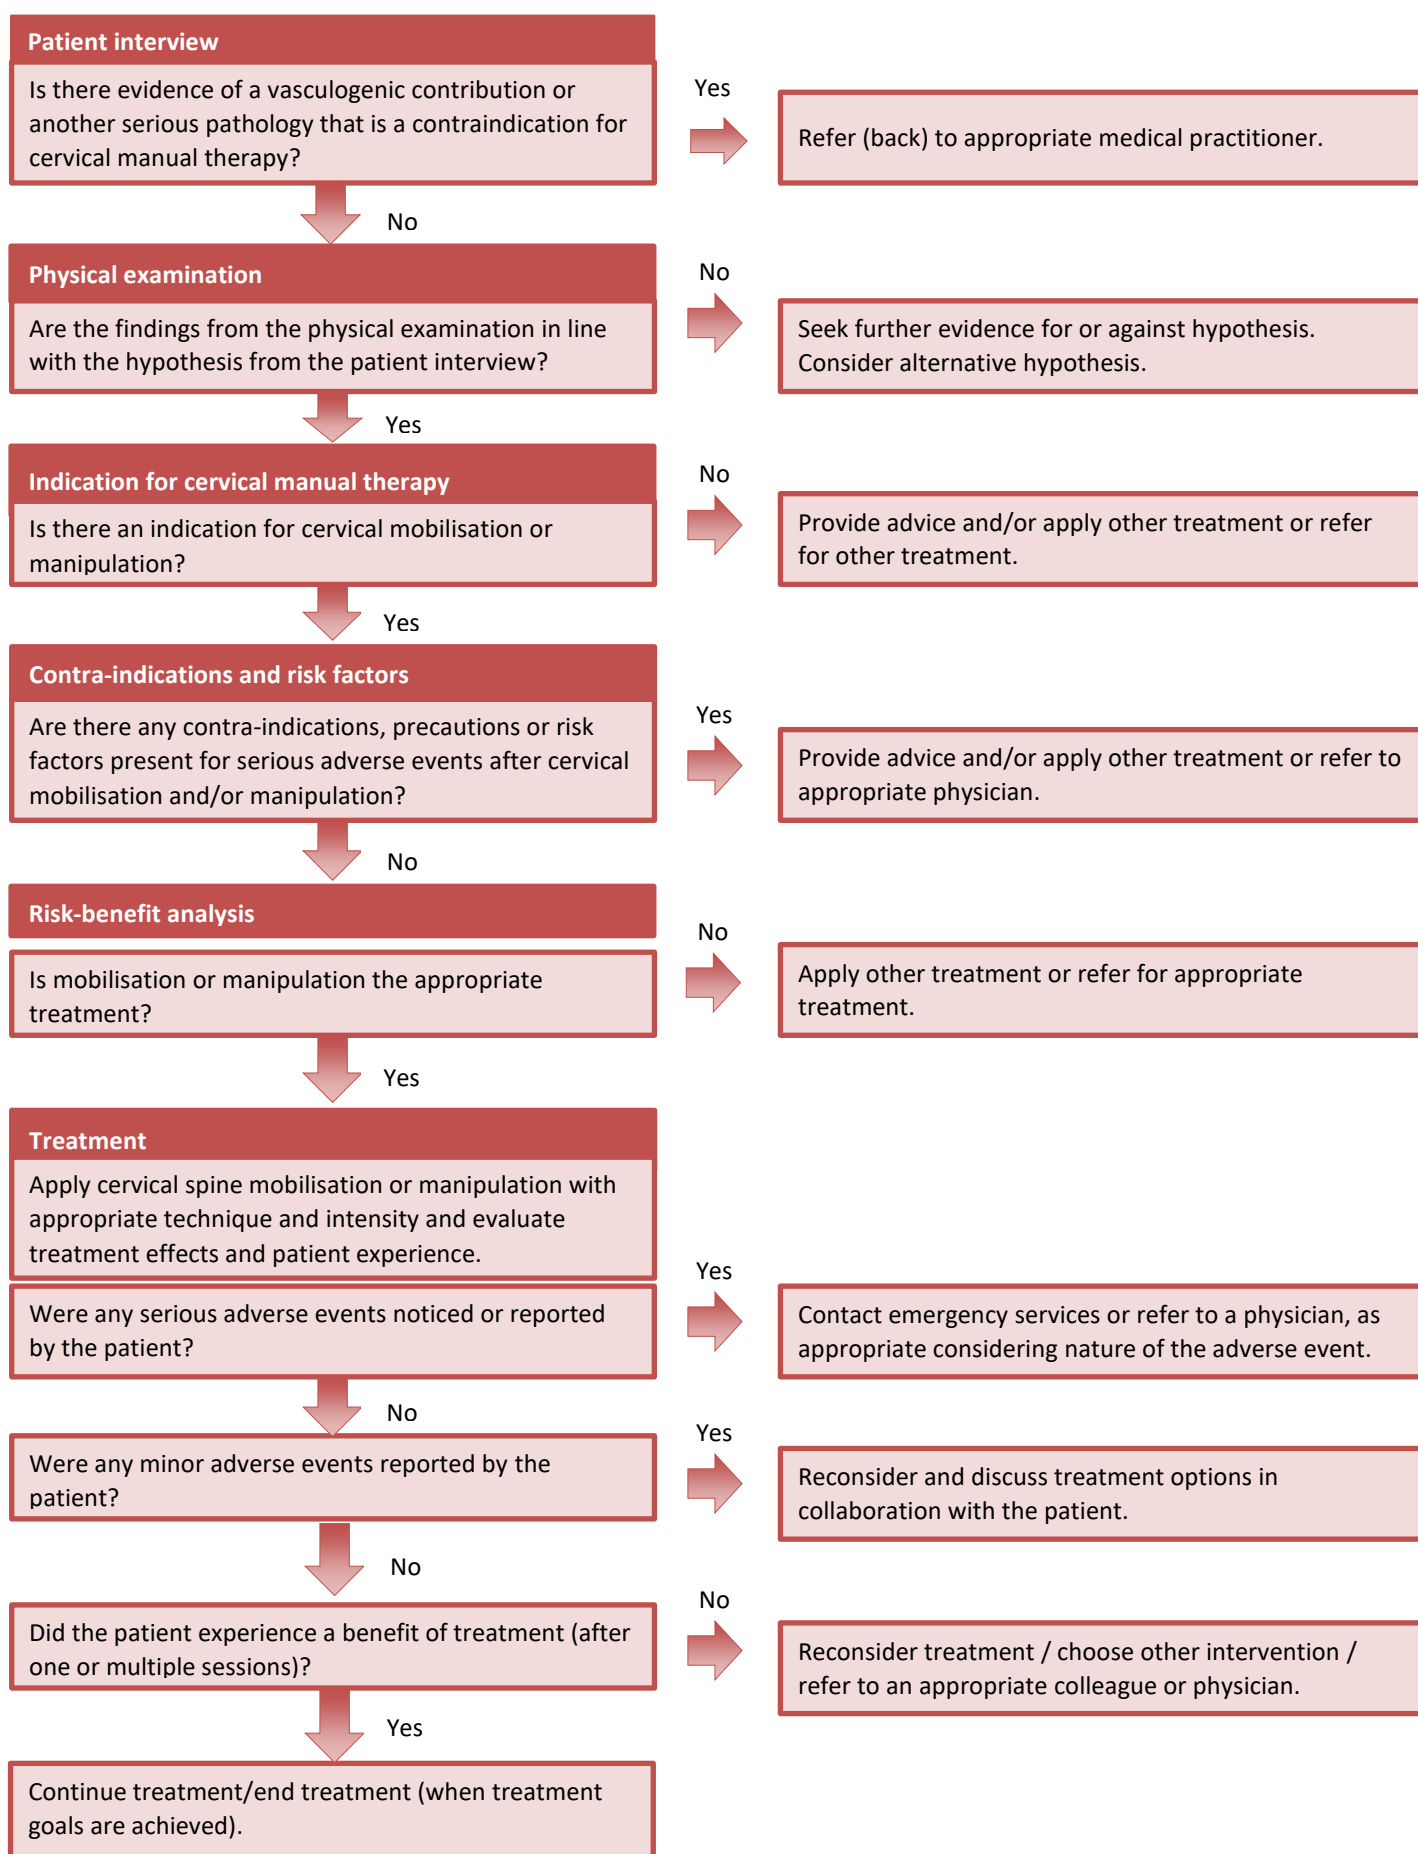 Patient interview
Is there evidence of a vasculogenic contribution or
another serious pathology that is a contraindication for
cervical manual therapy?
Yes
Refer (back) to appropriate medical practitioner.
No
Physical examination
Are the findings from the physical examination in line
with the hypothesis from the patient interview?
No
Seek further evidence for or against hypothesis.
Consider alternative hypothesis.
Yes
Indication for cervical manual therapy
Is there an indication for cervical mobilisation or
manipulation?
No
Provide advice and/or apply other treatment or refer
for other treatment.
Yes
Contra-indications and risk factors
Are there any contra-indications, precautions or risk
factors present for serious adverse events after cervical
mobilisation and/or manipulation?
Yes
Provide advice and/or apply other treatment or refer to
appropriate physician.
No
Risk-benefit analysis
Is mobilisation or manipulation the appropriate
treatment?
No
Apply other treatment or refer for appropriate
treatment.
Yes
Treatment
Apply cervical spine mobilisation or manipulation with
appropriate technique and intensity and evaluate
treatment effects and patient experience.
Were any serious adverse events noticed or reported
by the patient?
Yes
Contact emergency services or refer to a physician, as
appropriate considering nature of the adverse event.
No
Were any minor adverse events reported by the
patient?
Yes
Reconsider and discuss treatment options in
collaboration with the patient.
No
Did the patient experience a benefit of treatment (after
one or multiple sessions)?
No
Reconsider treatment / choose other intervention /
refer to an appropriate colleague or physician.
Yes
Continue treatment/end treatment (when treatment
goals are achieved).